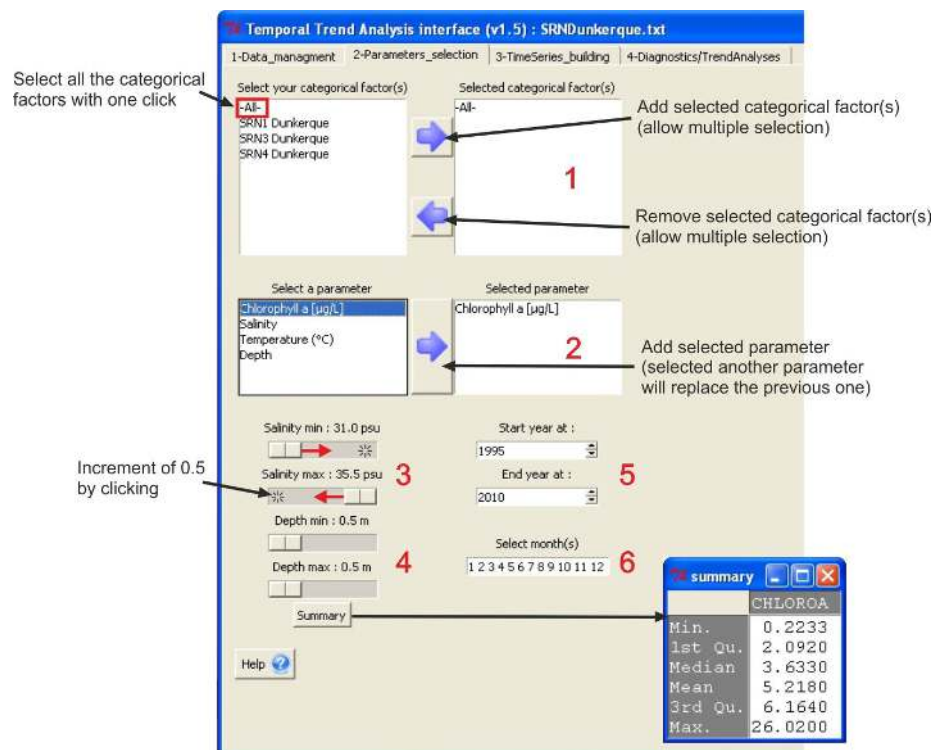 Temporal Trend Analysis interface (v1.5) : SRNDunkerque.txt
1-Data_managment
2-Parameters_selection
3-TimeSeries_building
4-Diagnostics/TrendAnalyses
Select all the categorical
factors with one click
Select your categorical factor(s)
-All-
SRN1 Dunkerque
SRN3 Dunkerque
SRN4 Dunkerque
Selected categorical factor(s)
-All-
1
Add selected categorical factor(s)
(allow multiple selection)
Remove selected categorical factor(s)
(allow multiple selection)
Select a parameter
Chlorophyll a [µg/L]
Salinity
Temperature (°C)
Depth
Selected parameter
Chlorophyll a [µg/L]
2
Add selected parameter
(selected another parameter
will replace the previous one)
Increment of 0.5
by clicking
Salinity min : 31.0 psu
Salinity max : 35.5 psu
3
Depth min : 0.5 m
Depth max : 0.5 m
4
Start year at :
1995
End year at :
2010
5
Select month(s)
1 2 3 4 5 6 7 8 9 10 11 12
6
Summary
Help
summary
CHLOROA
Min. 0.2233
1st Qu. 2.0920
Median 3.6330
Mean 5.2180
3rd Qu. 6.1640
Max. 26.0200